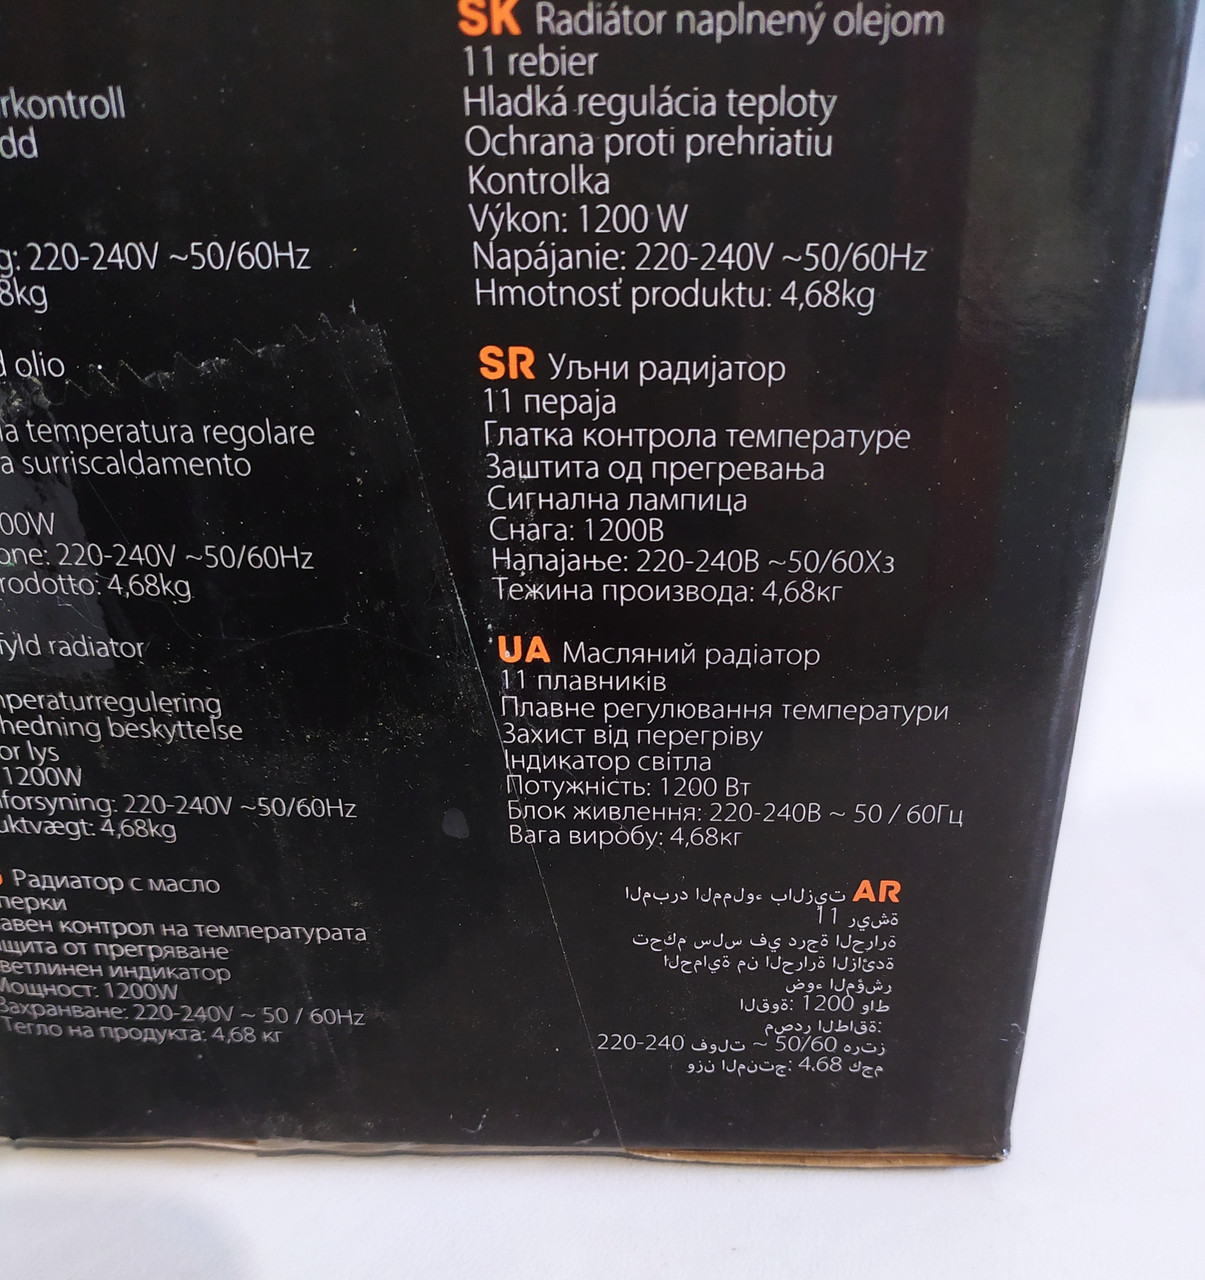 rkontroll
dd
g: 220-240V ~50/60Hz
8kg
olio
la temperatura regolare
a surriscaldamento
00W
one: 220-240V ~50/60Hz
rodotto: 4,68kg
fyld radiator
mperaturregulering
hedning beskyttelse
or lys
1200W
forsyning: 220-240V ~50/60Hz
uktvægt: 4,68kg
Радиатор с масло
перки
авен контрол на температурата
ащита от прегряване
ветлинен индикатор
Мощност: 1200W
Захранване: 220-240V ~ 50 / 60Hz
Тегло на продукта: 4,68 кг
SK Radiátor naplnený olejom
11 rebier
Hladká regulácia teploty
Ochrana proti prehriatiu
Kontrolka
Výkon: 1200 W
Napájanie: 220-240V ~50/60Hz
Hmotnosť produktu: 4,68kg
SR Уљни радијатор
11 пераја
Глатка контрола температуре
Заштита од прегревања
Сигнална лампица
Снага: 1200В
Напајање: 220-240В ~50/60Хз
Тежина производа: 4,68кг
UA Масляний радіатор
11 плавників
Плавне регулювання температури
Захист від перегріву
Індикатор світла
Потужність: 1200 Вт
Блок живлення: 220-240В ~ 50 / 60Гц
Вага виробу: 4,68кг
AR المبرد المملوء بالزيت
11 ريشة
تحكم سلس في درجة الحرارة
الحماية من الحرارة الزائدة
ضوء المؤشر
القوة: 1200 واط
مصدر الطاقة:
220-240 فولت ~ 50/60 هرتز
وزن المنتج: 4.68 كجم